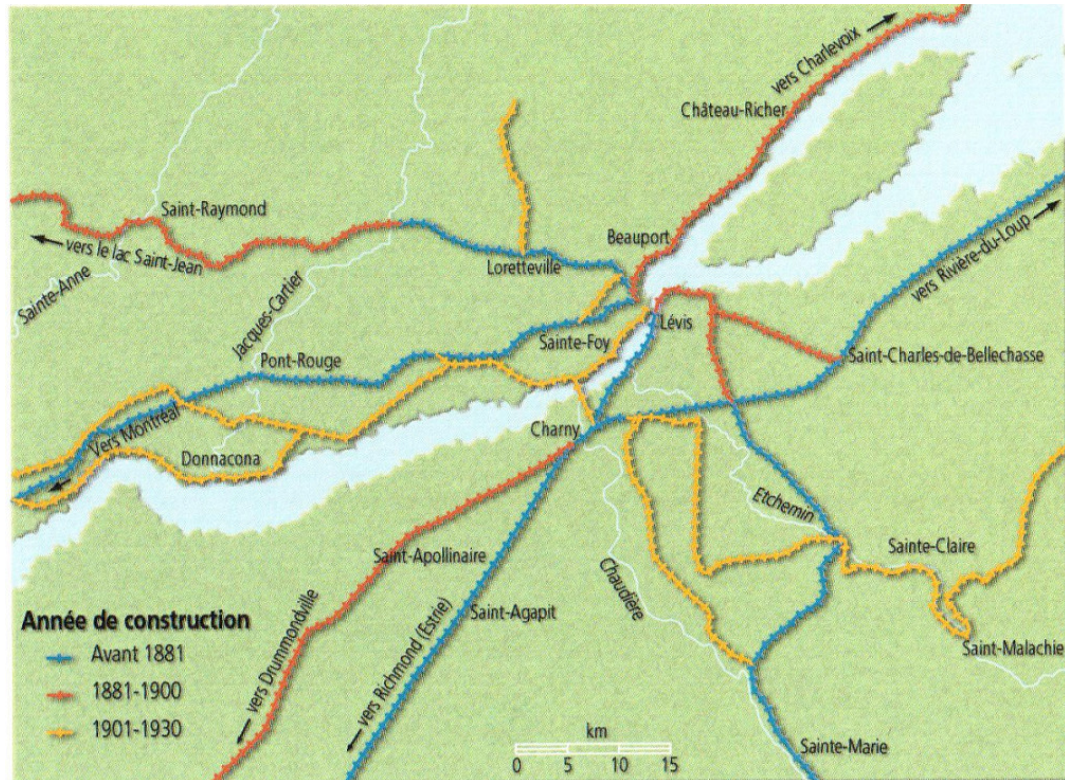 vers Charlevoix
Château-Richer
Saint-Raymond
vers le lac Saint-Jean
Beauport
Loretteville
vers Rivière-du-Loup
Sainte-Anne
Jacques-Cartier
Lévis
Sainte-Foy
Pont-Rouge
Saint-Charles-de-Bellechasse
Vers Montréal
Charny
Donnacona
Etchemin
Sainte-Claire
Saint-Apollinaire
Chaudière
Saint-Agapit
Saint-Malachie
vers Drummondville
vers Richmond (Estrie)
Sainte-Marie
Année de construction
Avant 1881
1881-1900
1901-1930
km
0 5 10 15